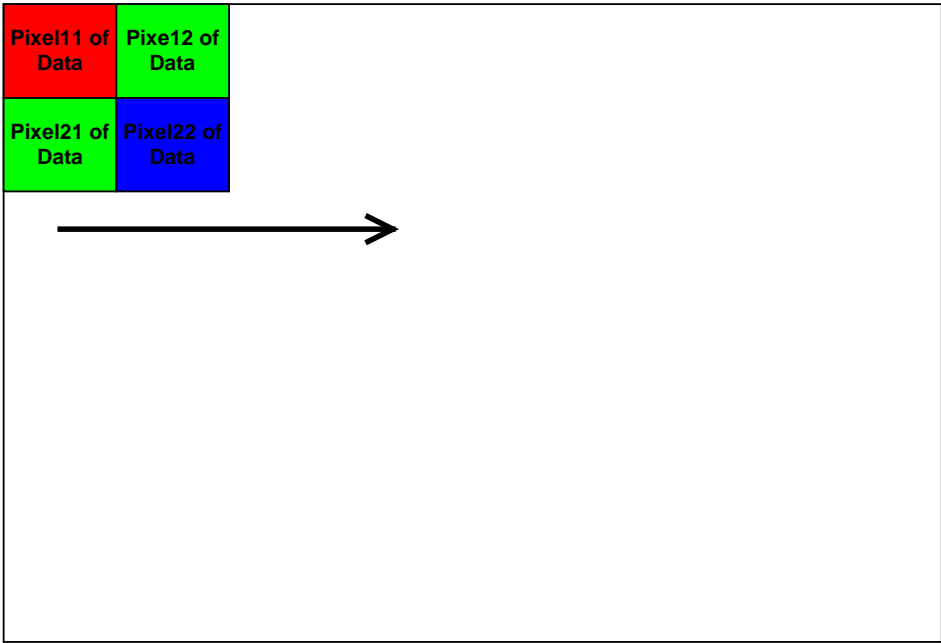 Pixel11 of
Data
Pixe12 of
Data
Pixel21 of
Data
Pixel22 of
Data